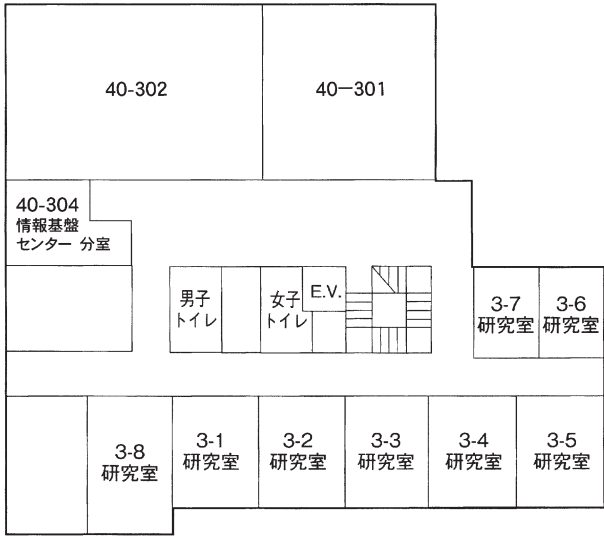 40-302
40－301
40-304
情報基盤
センター 分室
男子
トイレ
女子
トイレ
E.V.
3-7
研究室
3-6
研究室
3-8
研究室
3-1
研究室
3-2
研究室
3-3
研究室
3-4
研究室
3-5
研究室